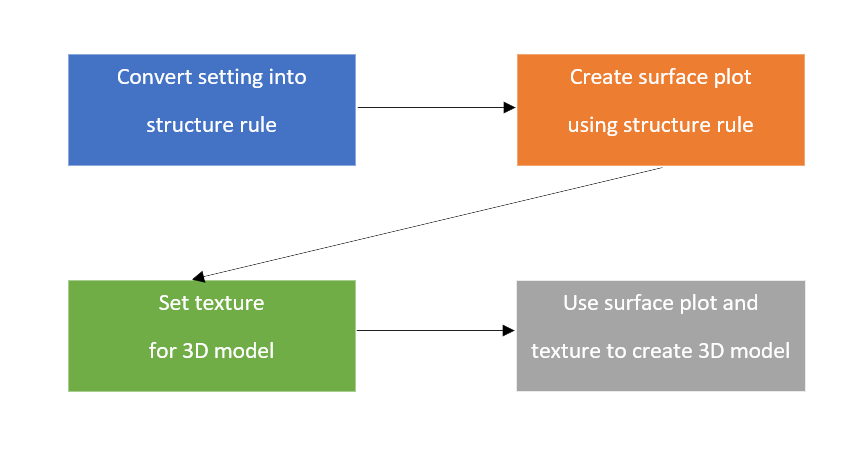 Convert setting into
structure rule
Create surface plot
using structure rule
Set texture
for 3D model
Use surface plot and
texture to create 3D model